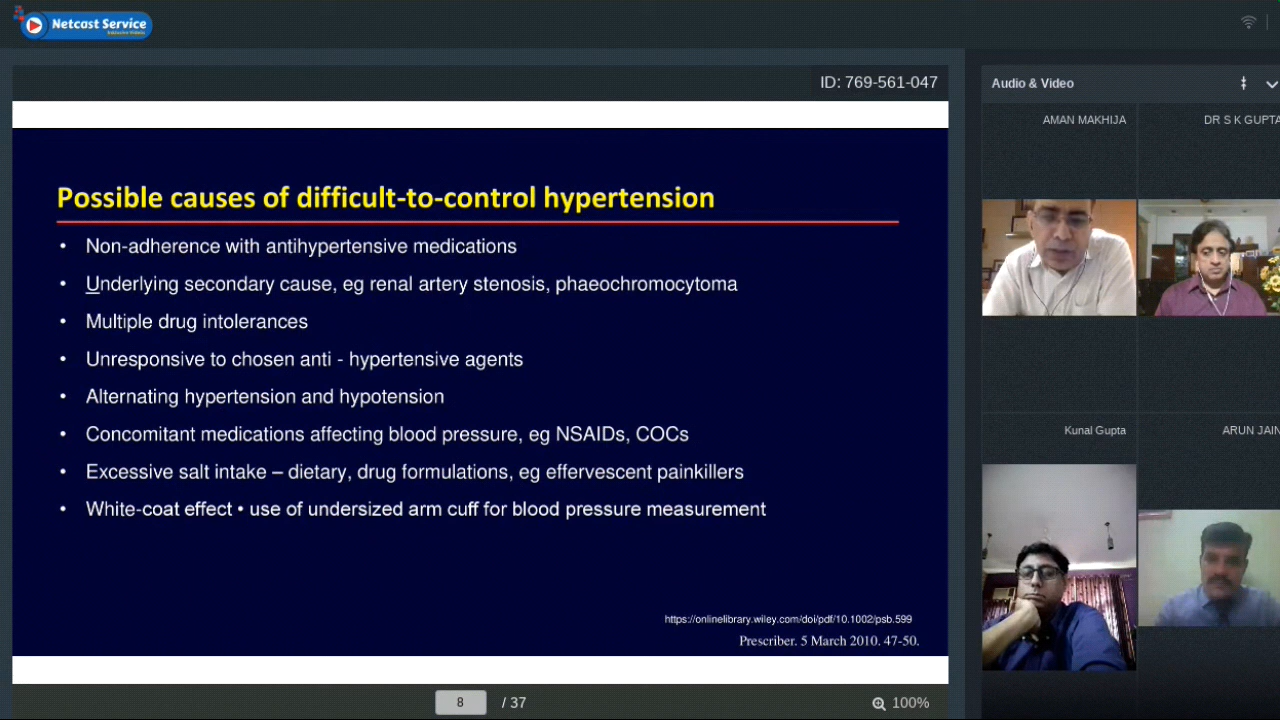 Netcast Service
ID: 769-561-047
Audio & Video
AMAN MAKHIJA
DR S K GUPTA
Possible causes of difficult-to-control hypertension
• Non-adherence with antihypertensive medications
• Underlying secondary cause, eg renal artery stenosis, phaeochromocytoma
• Multiple drug intolerances
• Unresponsive to chosen anti - hypertensive agents
• Alternating hypertension and hypotension
• Concomitant medications affecting blood pressure, eg NSAIDs, COCs
• Excessive salt intake – dietary, drug formulations, eg effervescent painkillers
• White-coat effect • use of undersized arm cuff for blood pressure measurement
Kunal Gupta
ARUN JAIN
https://onlinelibrary.wiley.com/doi/pdf/10.1002/psb.599
Prescriber. 5 March 2010. 47-50.
8 / 37
100%